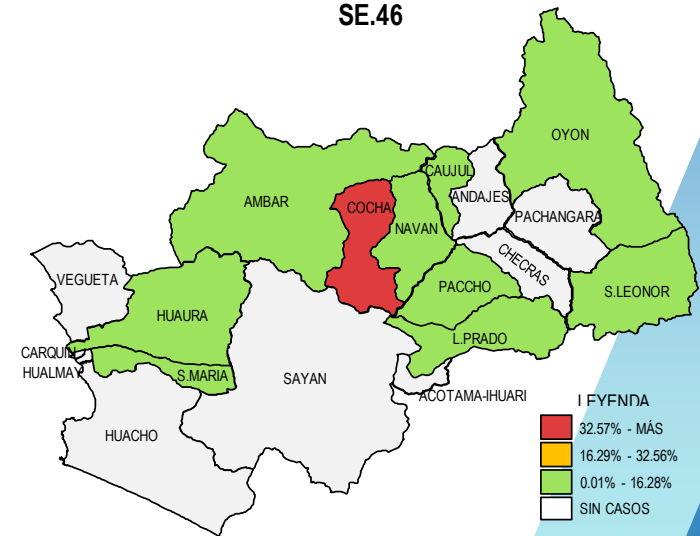 SE.46
OYON
CAUJUL
ANDAJES
AMBAR
COCHA
PACHANGARA
NAVAN
CHECRAS
VEGUETA
PACCHO
S.LEONOR
HUAURA
L.PRADO
CARQUIN
HUALMAY
S.MARIA
SAYAN
ACOTAMA-IHUARI
HUACHO
LEYENDA
32.57% - MÁS
16.29% - 32.56%
0.01% - 16.28%
SIN CASOS